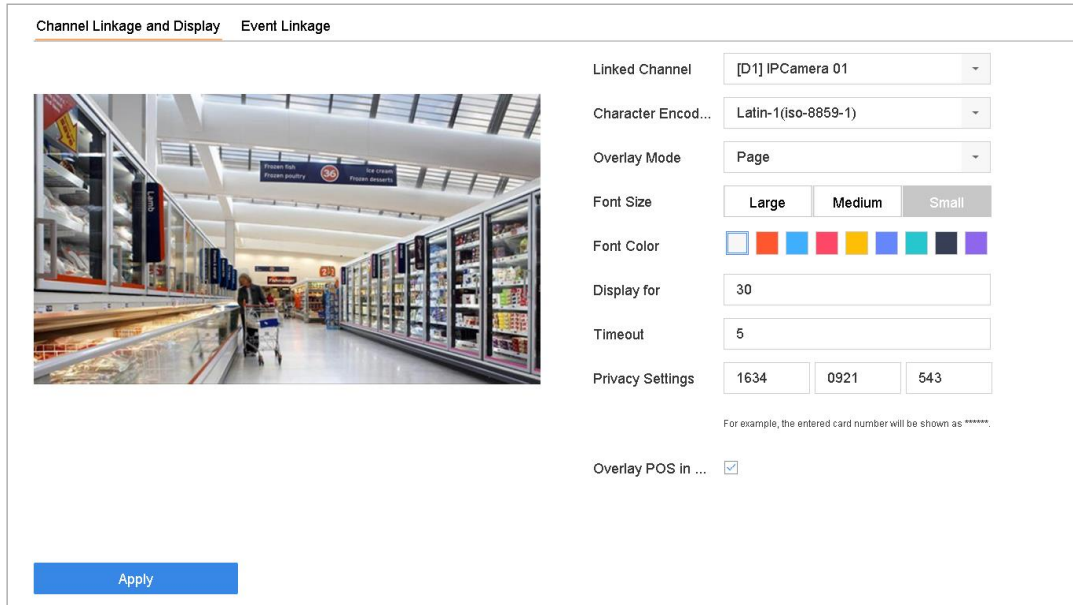 Channel Linkage and Display
Event Linkage
Linked Channel
[D1] IPCamera 01
Character Encod...
Latin-1(iso-8859-1)
Overlay Mode
Page
Font Size
Large
Medium
Small
Font Color
Display for
30
Timeout
5
Privacy Settings
1634
0921
543
For example, the entered card number will be shown as ******.
Overlay POS in ...
Apply
Frozen fish
Frozen poultry
36
Ice cream
Frozen desserts
Lamb